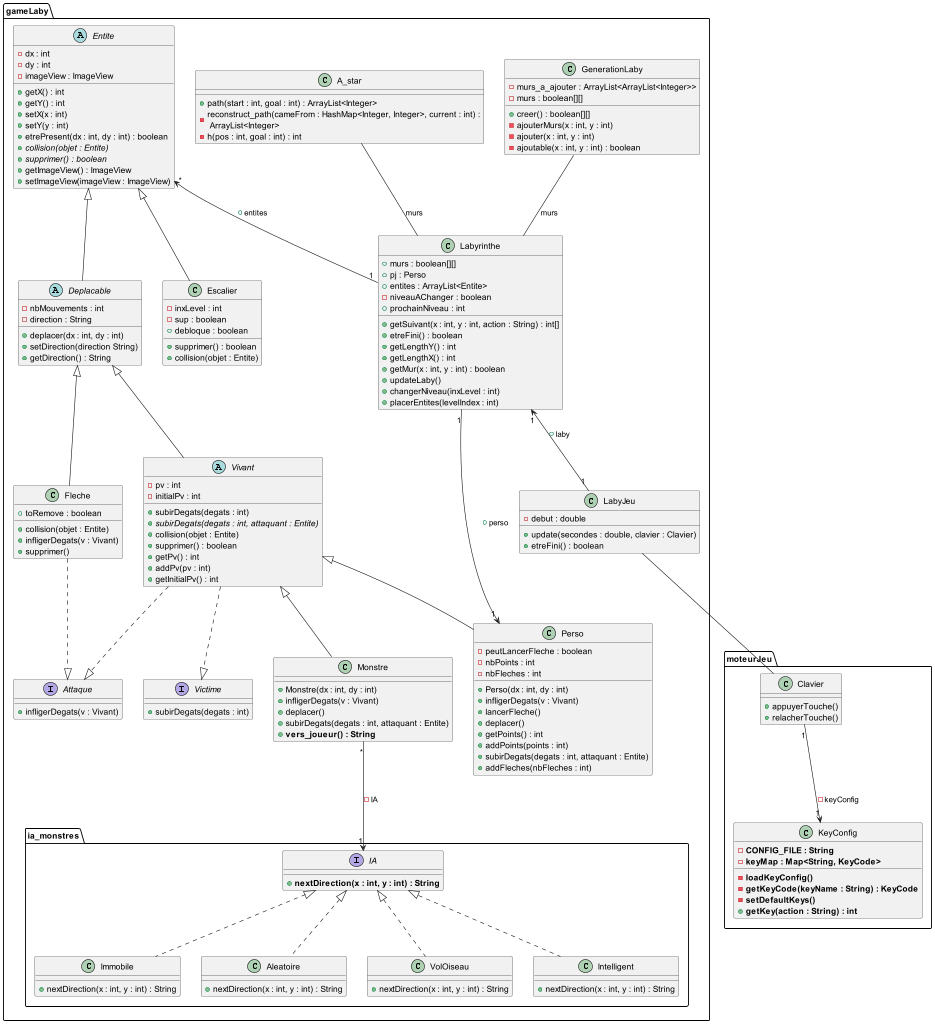 gameLaby
A Entite
dx : int
dy : int
imageView : ImageView
getX() : int
getY() : int
setX(x : int)
setY(y : int)
etrePresent(dx : int, dy : int) : boolean
collision(objet : Entite)
supprimer() : boolean
getImageView() : ImageView
setImageView(imageView : ImageView)
C A_star
path(start : int, goal : int) : ArrayList<Integer>
reconstruct_path(cameFrom : HashMap<Integer, Integer>, current : int) :
ArrayList<Integer>
h(pos : int, goal : int) : int
C GenerationLaby
murs_a_ajouter : ArrayList<ArrayList<Integer>>
murs : boolean[][]
creer() : boolean[][]
ajouterMurs(x : int, y : int)
ajouter(x : int, y : int)
ajoutable(x : int, y : int) : boolean
*
entites
murs
murs
1
C Labyrinthe
murs : boolean[][]
pj : Perso
entites : ArrayList<Entite>
niveauAChanger : boolean
prochainNiveau : int
getSuivant(x : int, y : int, action : String) : int[]
etreFini() : boolean
getLengthY() : int
getLengthX() : int
getMur(x : int, y : int) : boolean
updateLaby()
changerNiveau(inxLevel : int)
placerEntites(levelIndex : int)
A Deplacable
nbMouvements : int
direction : String
deplacer(dx : int, dy : int)
setDirection(direction String)
getDirection() : String
C Escalier
inxLevel : int
sup : boolean
debloque : boolean
supprimer() : boolean
collision(objet : Entite)
1
1
laby
1
C Fleche
toRemove : boolean
collision(objet : Entite)
infligerDegats(v : Vivant)
supprimer()
A Vivant
pv : int
initialPv : int
subirDegats(degats : int)
subirDegats(degats : int, attaquant : Entite)
collision(objet : Entite)
supprimer() : boolean
getPv() : int
addPv(pv : int)
getInitialPv() : int
perso
C LabyJeu
debut : double
update(secondes : double, clavier : Clavier)
etreFini() : boolean
1
I Attaque
infligerDegats(v : Vivant)
I Victime
subirDegats(degats : int)
C Monstre
Monstre(dx : int, dy : int)
infligerDegats(v : Vivant)
deplacer()
subirDegats(degats : int, attaquant : Entite)
vers_joueur() : String
C Perso
peutLancerFleche : boolean
nbPoints : int
nbFleches : int
Perso(dx : int, dy : int)
infligerDegats(v : Vivant)
lancerFleche()
deplacer()
getPoints() : int
addPoints(points : int)
subirDegats(degats : int, attaquant : Entite)
addFleches(nbFleches : int)
moteurJeu
C Clavier
appuyerTouche()
relacherTouche()
1
keyConfig
1
C KeyConfig
CONFIG_FILE : String
keyMap : Map<String, KeyCode>
loadKeyConfig()
getKeyCode(keyName : String) : KeyCode
setDefaultKeys()
getKey(action : String) : int
*
IA
1
ia_monstres
I IA
nextDirection(x : int, y : int) : String
C Immobile
nextDirection(x : int, y : int) : String
C Aleatoire
nextDirection(x : int, y : int) : String
C VolOiseau
nextDirection(x : int, y : int) : String
C Intelligent
nextDirection(x : int, y : int) : String